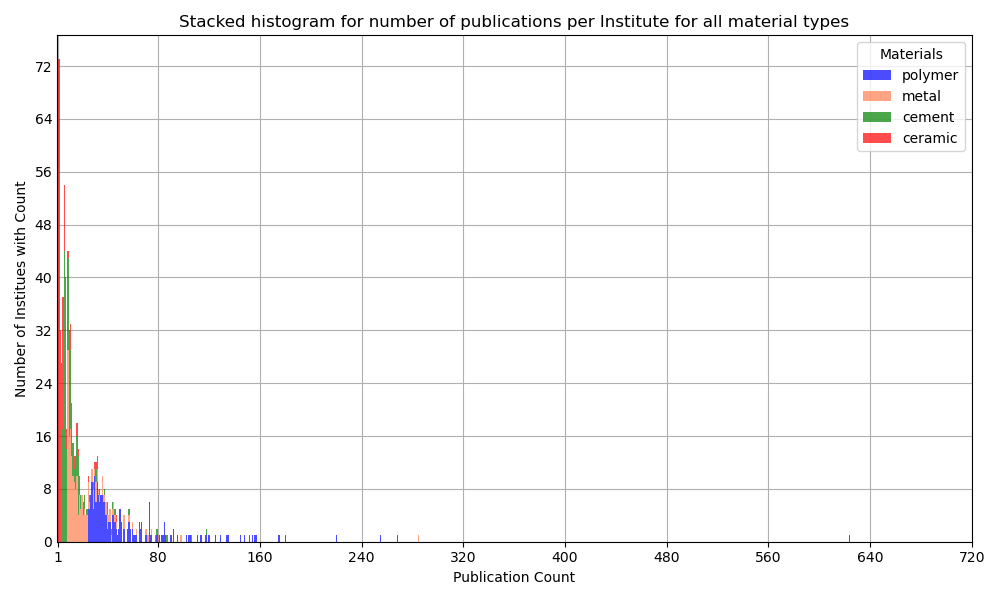 Stacked histogram for number of publications per Institute for all material types
Materials
polymer
metal
cement
ceramic
72
64
56
48
40
32
24
16
8
0
Number of Institues with Count
1 80 160 240 320 400 480 560 640 720
Publication Count